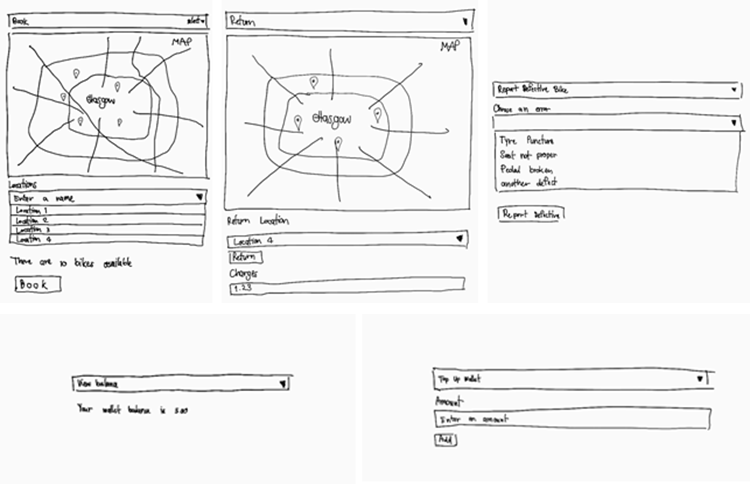 Book
MAP
Glasgow
Locations
Enter a name
Location 1
Location 2
Location 3
Location 4
There are 10 bikes available
Book
Return
MAP
Glasgow
Return Location
Location 4
Return
Charges
1.23
Report Defective Bike
Choose an error
Tyre Puncture
Seat not proper
Pedal broken
another defect
Report Defective
View balance
Your wallet balance is
Top Up wallet
Amount
Enter an amount
Add